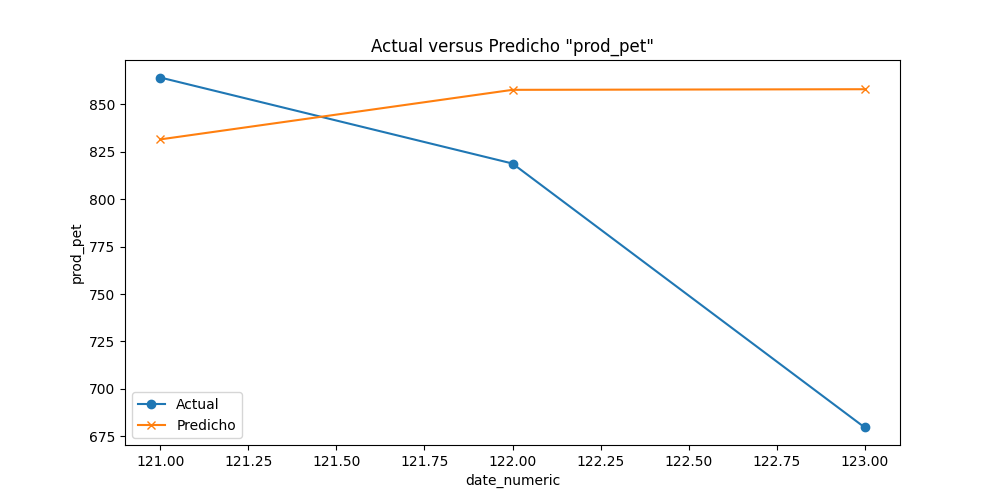 Actual versus Predicho "prod_pet"
850
825
800
775
750
725
700
675
prod_pet
Actual
Predicho
121.00 121.25 121.50 121.75 122.00 122.25 122.50 122.75 123.00
date_numeric